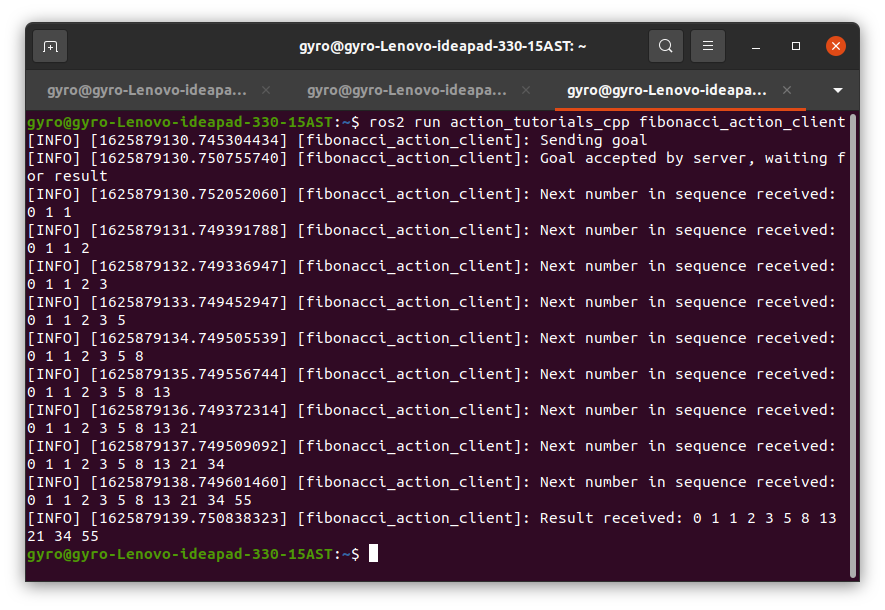 gyro@gyro-Lenovo-ideapad-330-15AST: ~
gyro@gyro-Lenovo-ideapa...
gyro@gyro-Lenovo-ideapa...
gyro@gyro-Lenovo-ideapa...
gyro@gyro-Lenovo-ideapad-330-15AST:~$ ros2 run action_tutorials_cpp fibonacci_action_client
[INFO] [1625879130.745304434] [fibonacci_action_client]: Sending goal
[INFO] [1625879130.750755740] [fibonacci_action_client]: Goal accepted by server, waiting f
or result
[INFO] [1625879130.752052060] [fibonacci_action_client]: Next number in sequence received:
0 1 1
[INFO] [1625879131.749391788] [fibonacci_action_client]: Next number in sequence received:
0 1 1 2
[INFO] [1625879132.749336947] [fibonacci_action_client]: Next number in sequence received:
0 1 1 2 3
[INFO] [1625879133.749452947] [fibonacci_action_client]: Next number in sequence received:
0 1 1 2 3 5
[INFO] [1625879134.749505539] [fibonacci_action_client]: Next number in sequence received:
0 1 1 2 3 5 8
[INFO] [1625879135.749556744] [fibonacci_action_client]: Next number in sequence received:
0 1 1 2 3 5 8 13
[INFO] [1625879136.749372314] [fibonacci_action_client]: Next number in sequence received:
0 1 1 2 3 5 8 13 21
[INFO] [1625879137.749509092] [fibonacci_action_client]: Next number in sequence received:
0 1 1 2 3 5 8 13 21 34
[INFO] [1625879138.749601460] [fibonacci_action_client]: Next number in sequence received:
0 1 1 2 3 5 8 13 21 34 55
[INFO] [1625879139.750838323] [fibonacci_action_client]: Result received: 0 1 1 2 3 5 8 13
21 34 55
gyro@gyro-Lenovo-ideapad-330-15AST:~$